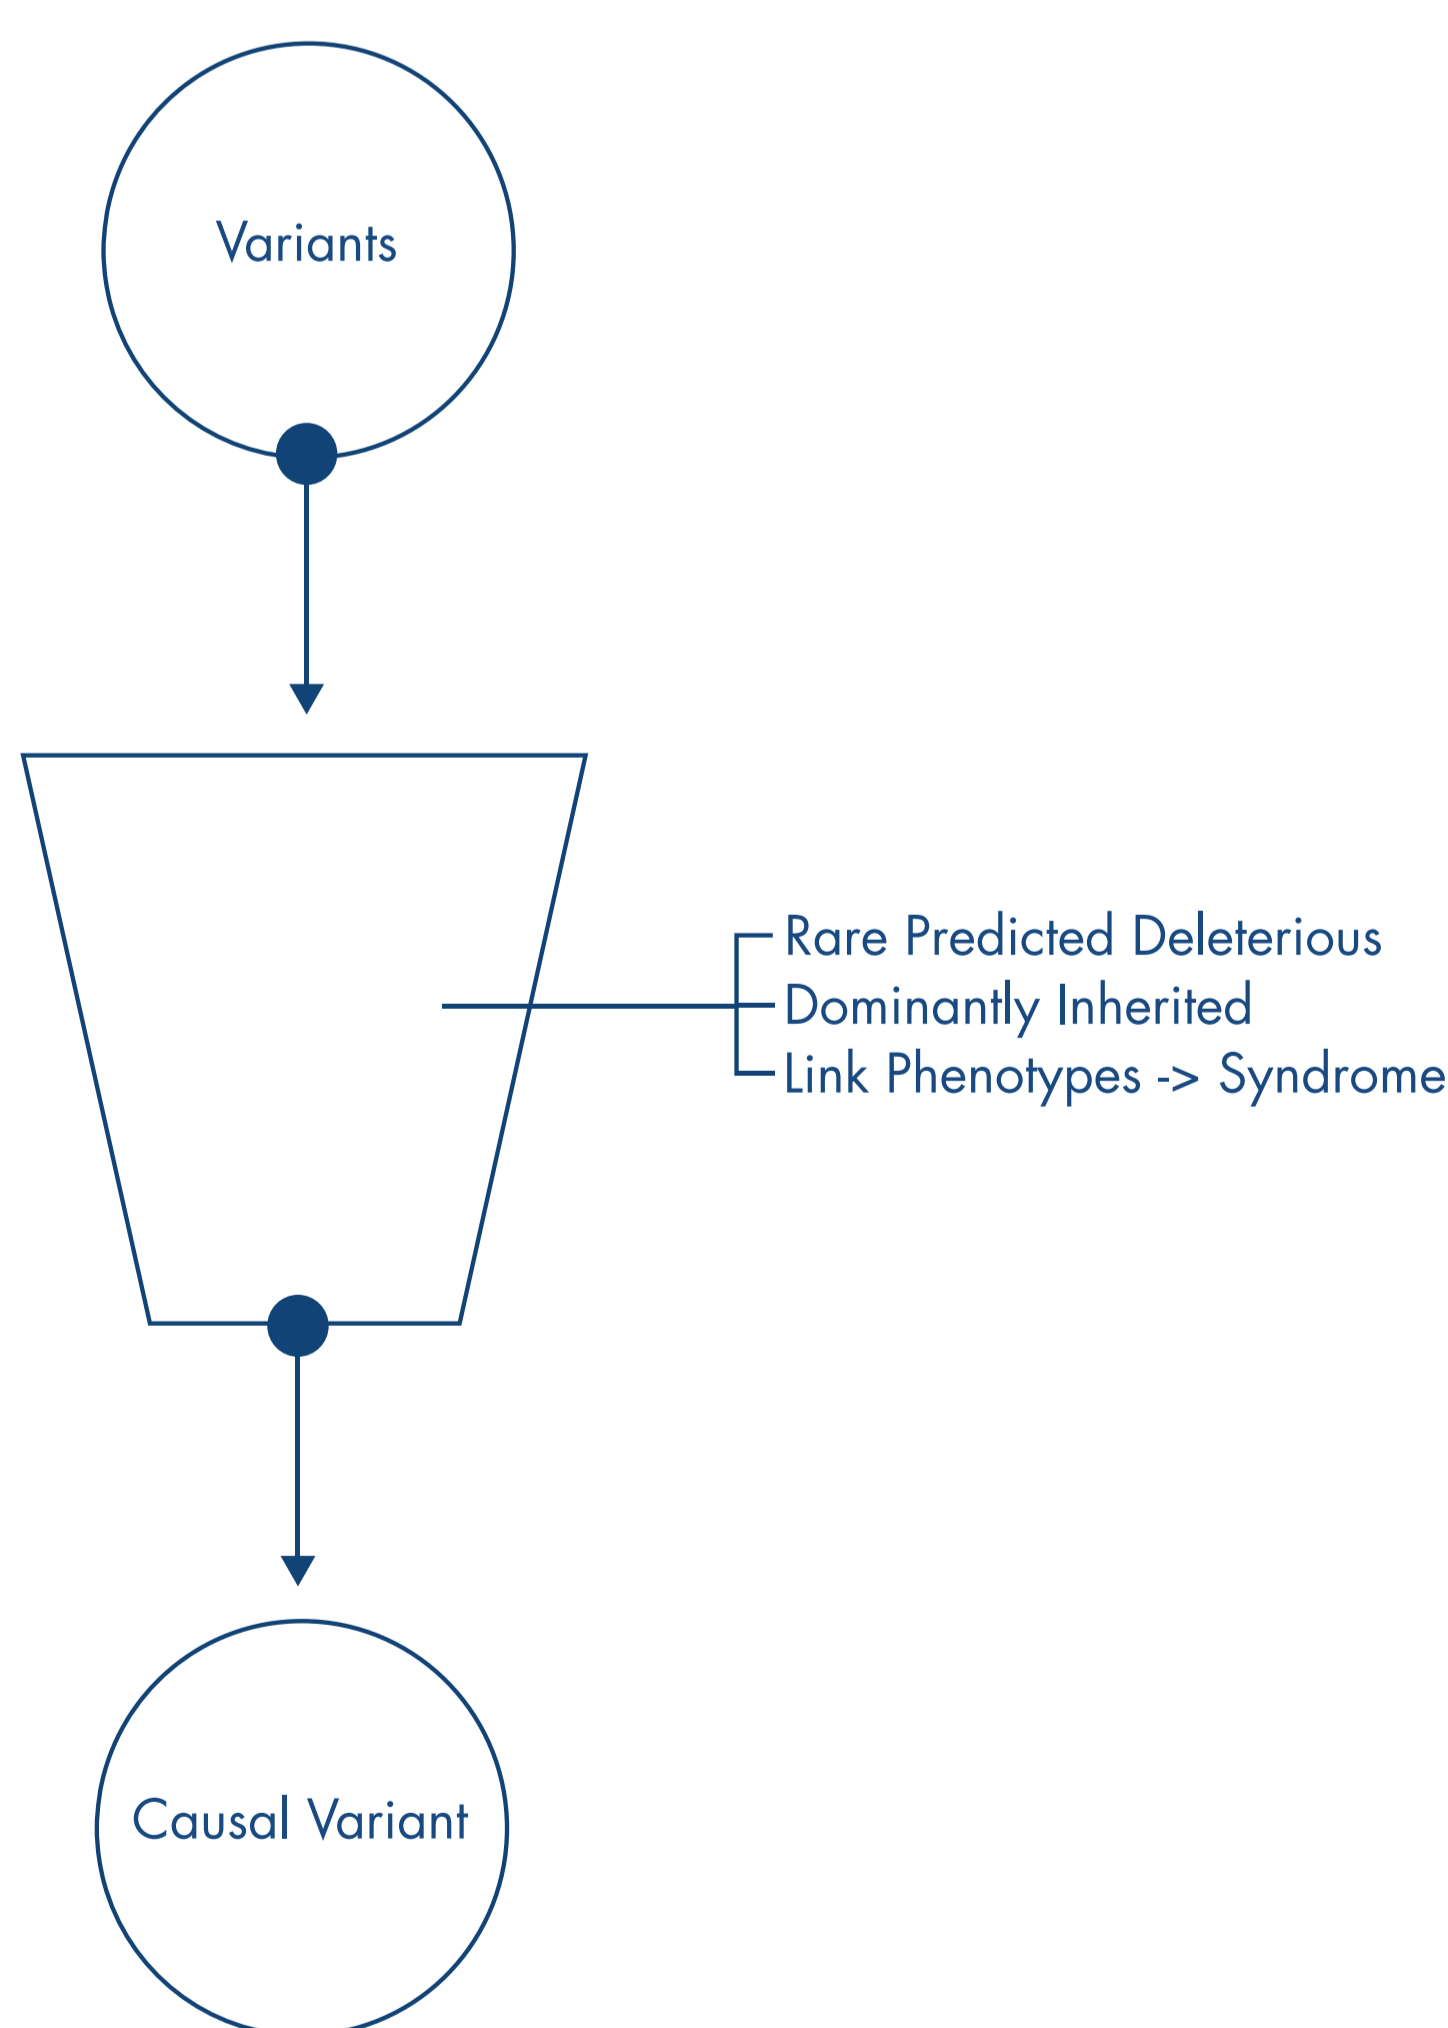 Variants
Rare Predicted Deleterious
Dominantly Inherited
Link Phenotypes -> Syndrome
Causal Variant